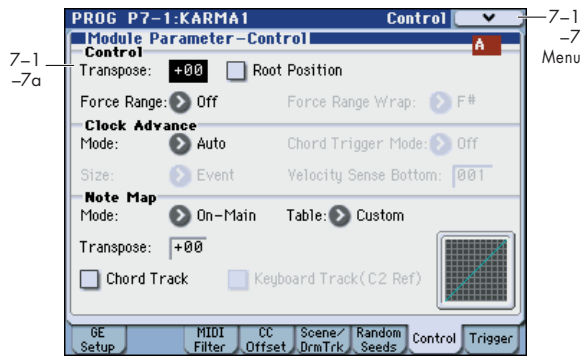 PROG P7-1:KARMA1 Control
7-1
-7
Menu
Module Parameter-Control
A
7-1
-7a
Control
Transpose: +00 Root Position
Force Range: Off Force Range Wrap: F#
Clock Advance
Mode: Auto Chord Trigger Mode: Off
Size: Event Velocity Sense Bottom: 001
Note Map
Mode: On-Main Table: Custom
Transpose: +00
Chord Track Keyboard Track(C2 Ref)
GE Setup MIDI Filter CC Offset Scene/ DrmTrk Random Seeds Control Trigger